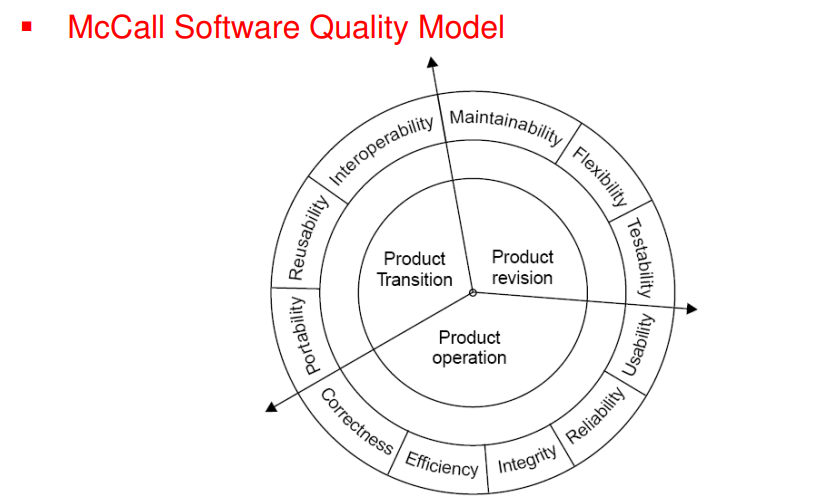 ▪ McCall Software Quality Model
Interoperability
Maintainability
Flexibility
Reusability
Testability
Product
Transition
Product
revision
Portability
Product
operation
Usability
Correctness
Reliability
Efficiency
Integrity